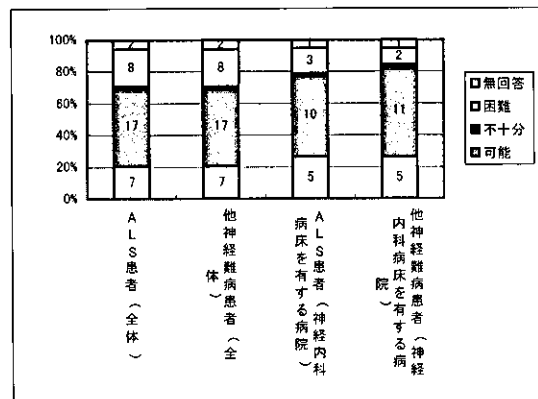 100%
80%
60%
40%
20%
0%
2
8
17
7
2
8
17
7
1
3
10
5
1
2
11
5
□無回答
□困難
■不十分
□可能
ALS患者(全体)
他神経難病患者(全
体)
ALS患者(神経内科
病床を有する病院)
他神経難病患者(神経
内科病床を有する病
院)